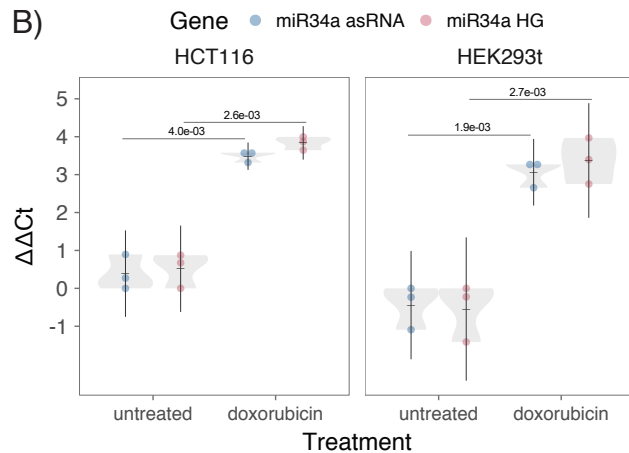 B) Gene miR34a asRNA miR34a HG
HCT116 HEK293t
5
4
3
2
1
0
-1
ΔΔCt
2.6e-03
4.0e-03
2.7e-03
1.9e-03
untreated doxorubicin untreated doxorubicin
Treatment